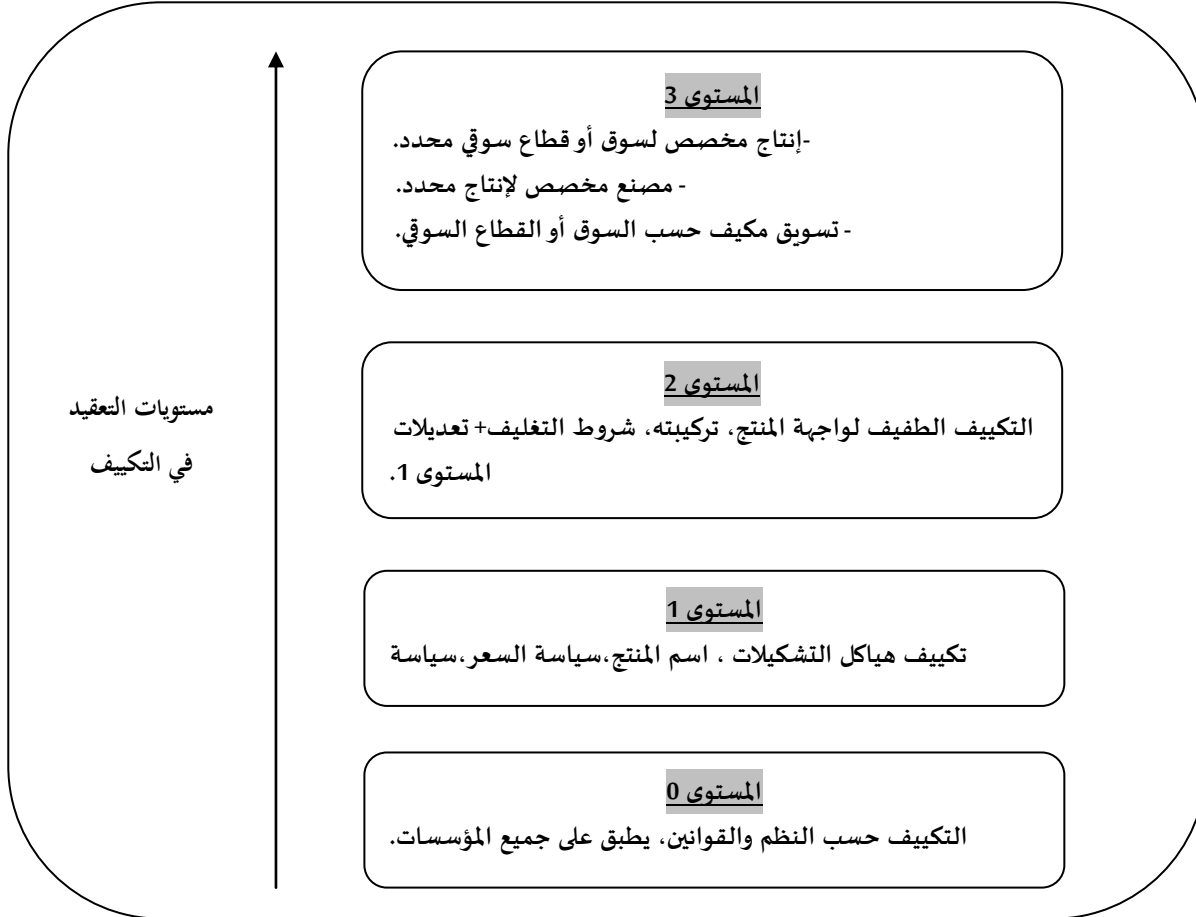 المستوى 3
-إنتاج مخصص لسوق أو قطاع سوقي محدد.
- مصنع مخصص لإنتاج محدد.
- تسويق مكيف حسب السوق أو القطاع السوقي.
المستوى 2
التكييف الطفيف لواجهة المنتج، تركيبته، شروط التغليف+ تعديلات
المستوى 1.
مستويات التعقيد
في التكييف
المستوى 1
تكييف هياكل التشكيلات ، اسم المنتج،سياسة السعر،سياسة
المستوى 0
التكييف حسب النظم والقوانين، يطبق على جميع المؤسسات.